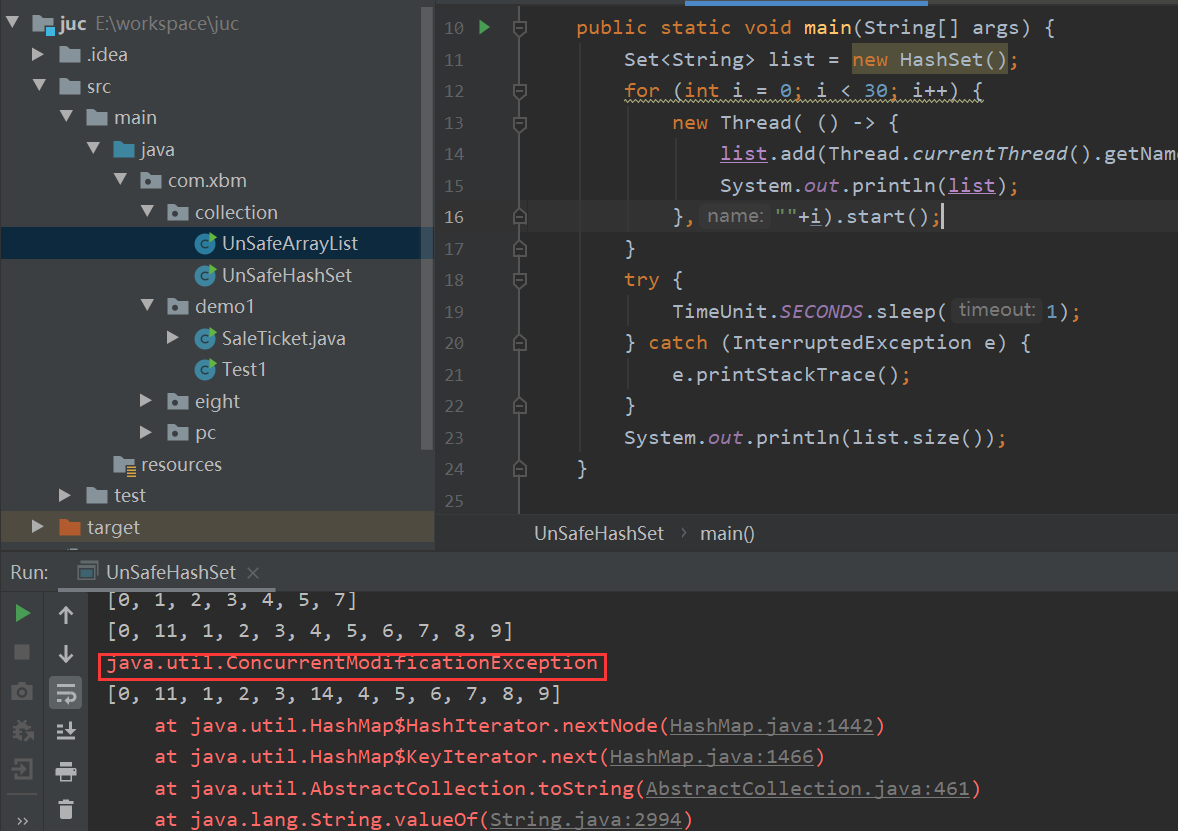 juc E:\workspace\juc
.idea
src
main
java
com.xbm
collection
UnSafeArrayList
UnSafeHashSet
demo1
SaleTicket.java
Test1
eight
pc
resources
test
target
10 public static void main(String[] args) {
11 Set<String> list = new HashSet();
12 for (int i = 0; i < 30; i++) {
13 new Thread( () -> {
14 list.add(Thread.currentThread().getName
15 System.out.println(list);
16 }, name: ""+i).start();
17 }
18 try {
19 TimeUnit.SECONDS.sleep( timeout: 1);
20 } catch (InterruptedException e) {
21 e.printStackTrace();
22 }
23 System.out.println(list.size());
24 }
25
UnSafeHashSet › main()
Run: UnSafeHashSet ×
[0, 1, 2, 3, 4, 5, 7]
[0, 11, 1, 2, 3, 4, 5, 6, 7, 8, 9]
java.util.ConcurrentModificationException
[0, 11, 1, 2, 3, 14, 4, 5, 6, 7, 8, 9]
at java.util.HashMap$HashIterator.nextNode(HashMap.java:1442)
at java.util.HashMap$KeyIterator.next(HashMap.java:1466)
at java.util.AbstractCollection.toString(AbstractCollection.java:461)
at java.lang.String.valueOf(String.java:2994)